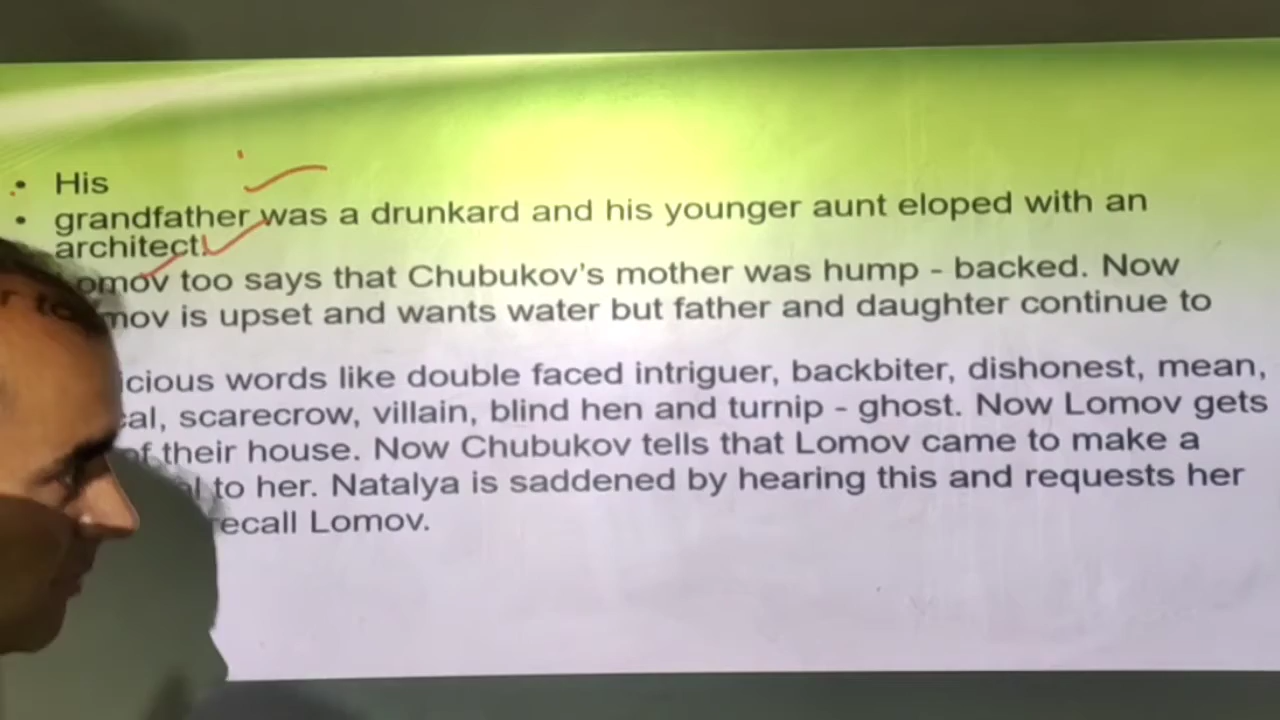 • His
• grandfather was a drunkard and his younger aunt eloped with an
architect.
omov too says that Chubukov's mother was hump - backed. Now
mov is upset and wants water but father and daughter continue to
icious words like double faced intriguer, backbiter, dishonest, mean,
al, scarecrow, villain, blind hen and turnip - ghost. Now Lomov gets
of their house. Now Chubukov tells that Lomov came to make a
l to her. Natalya is saddened by hearing this and requests her
ecall Lomov.